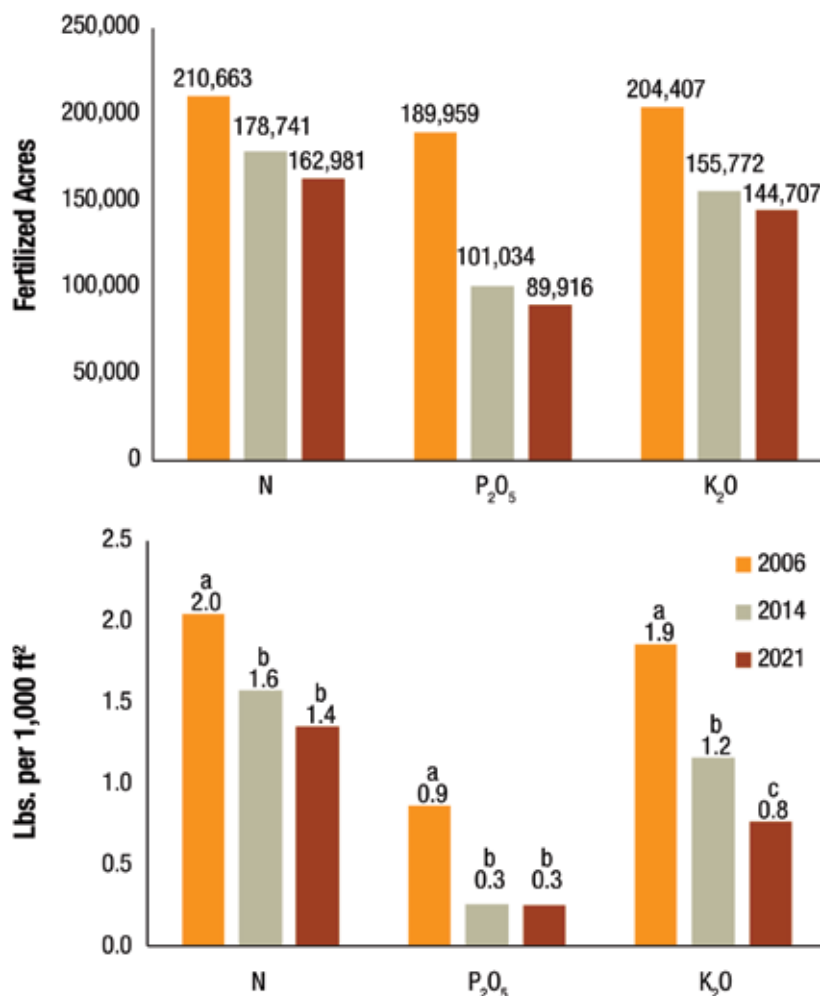 250,000
200,000
150,000
100,000
50,000
0
Fertilized Acres
210,663
178,741
162,981
189,959
101,034
89,916
204,407
155,772
144,707
N
P₂O₅
K₂O
2.5
2.0
1.5
1.0
0.5
0.0
Lbs. per 1,000 ft²
a
2.0
b
1.6
b
1.4
a
0.9
b
0.3
b
0.3
a
1.9
b
1.2
c
0.8
2006
2014
2021
N
P₂O₅
K₂O